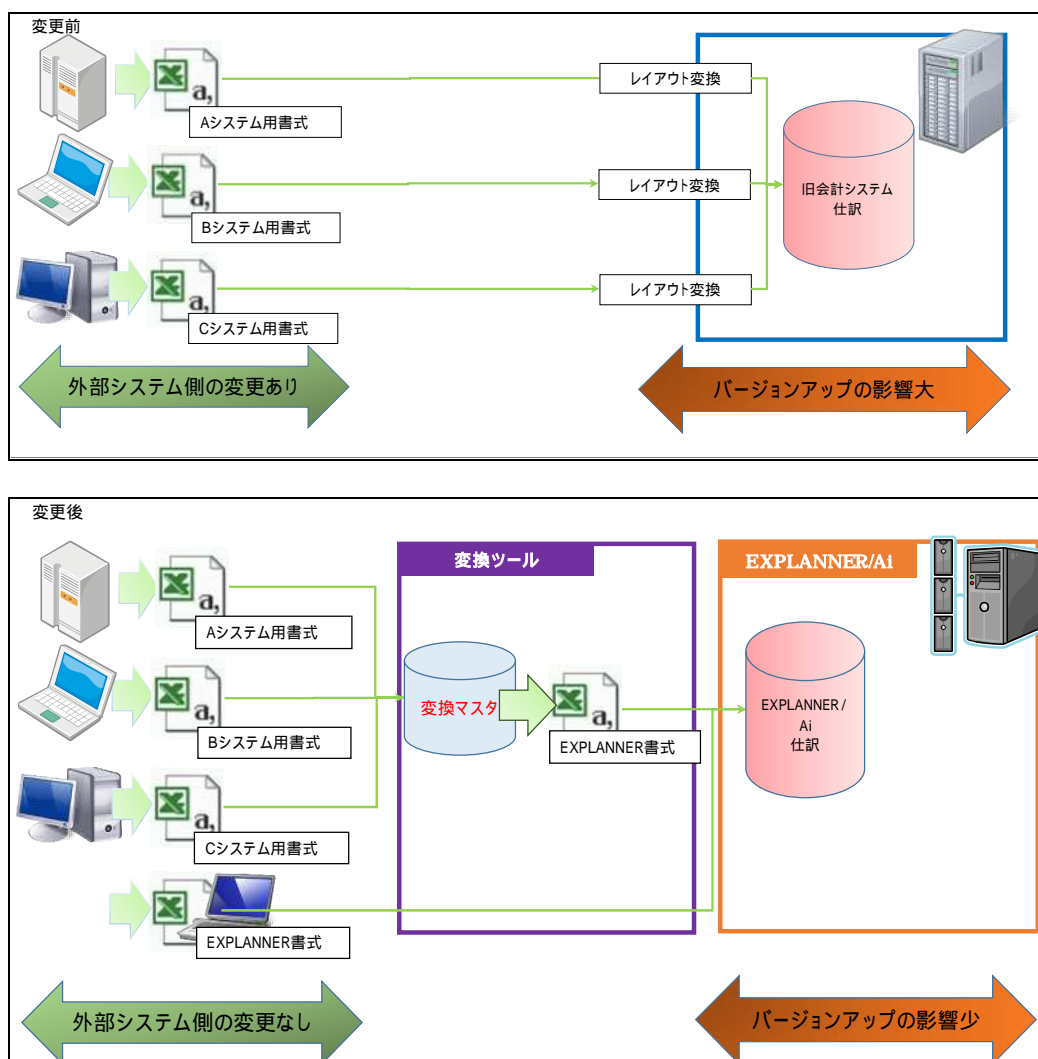 変更前
a,
Aシステム用書式
レイアウト変換
a,
Bシステム用書式
レイアウト変換
旧会計システム
仕訳
a,
Cシステム用書式
レイアウト変換
外部システム側の変更あり
バージョンアップの影響大
変更後
変換ツール
EXPLANNER/Ai
a,
Aシステム用書式
a,
Bシステム用書式
変換マスタ
a,
EXPLANNER書式
EXPLANNER /
Ai
仕訳
a,
Cシステム用書式
EXPLANNER書式
外部システム側の変更なし
バージョンアップの影響少